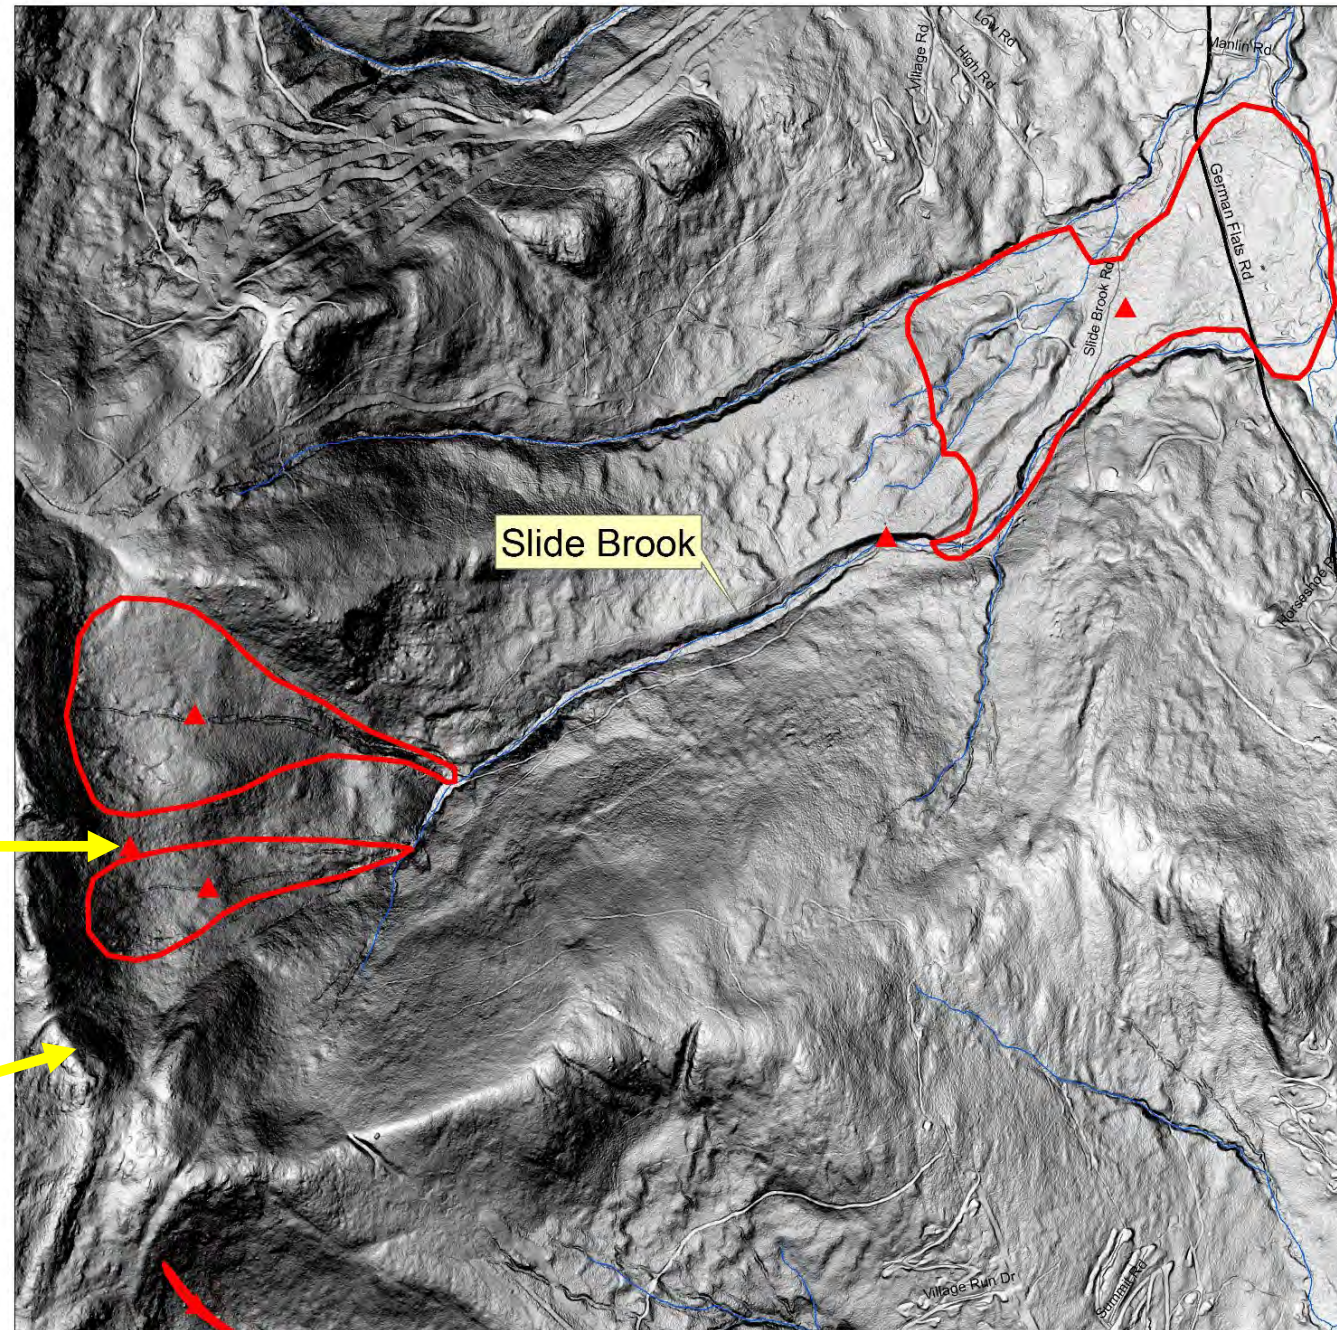 Low Rd
Village Rd
High Rd
Manlin Rd
German Flats Rd
Slide Brook Rd
Slide Brook
Horseshoe
Village Run Dr
Summit Rd